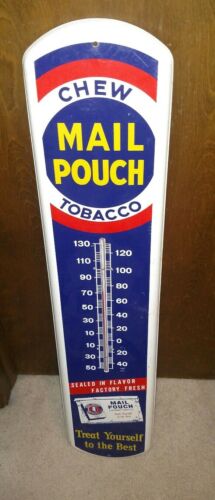 CHEW
MAIL
POUCH
TOBACCO
130
120
110
100
90
80
70
60
50
40
30
20
10
0
10
20
30
40
50
SEALED IN FLAVOR
FACTORY FRESH
MAIL
POUCH
Treat Yourself
to the Best